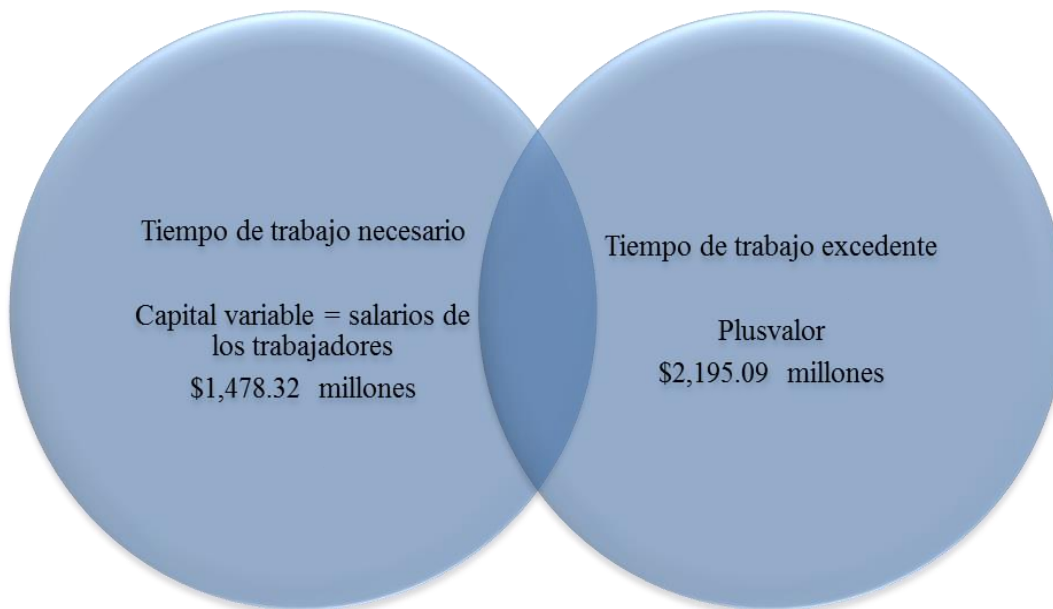 Tiempo de trabajo necesario
Capital variable = salarios de
los trabajadores
$1,478.32 millones
Tiempo de trabajo excedente
Plusvalor
$2,195.09 millones